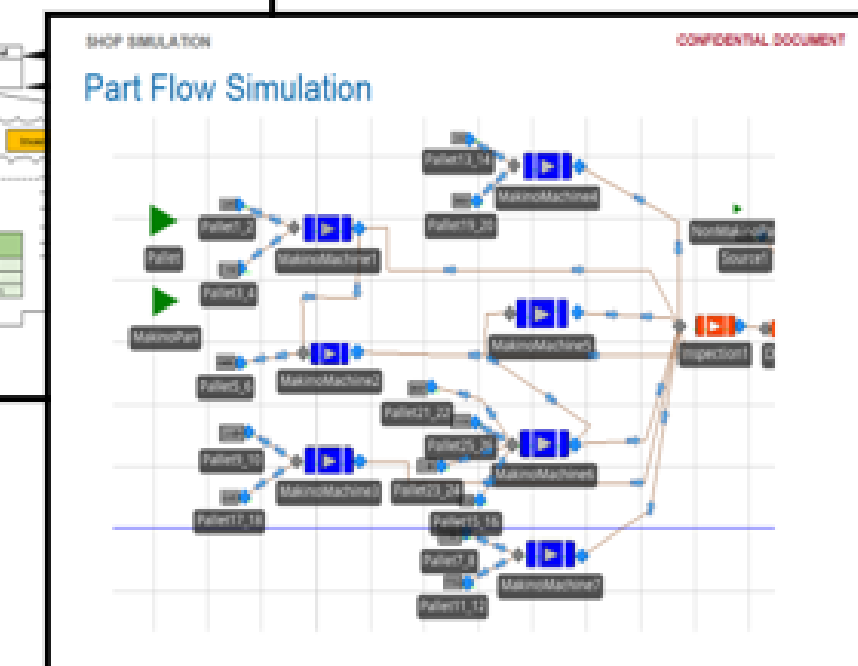 SHOP SIMULATION
CONFIDENTIAL DOCUMENT
Part Flow Simulation
Pallet13_14
MakinoMachine4
Pallet1_2
Pallet19_20
Pallet
MakinoMachine1
Source1
Pallet3_4
MakinoPart
MakinoMachine5
Inspection1
MakinoMachine2
Pallet5_6
Pallet21_22
Pallet9_10
MakinoMachine6
MakinoMachine3
Pallet23_24
Pallet17_18
Pallet15_16
Pallet7_8
MakinoMachine7
Pallet11_12